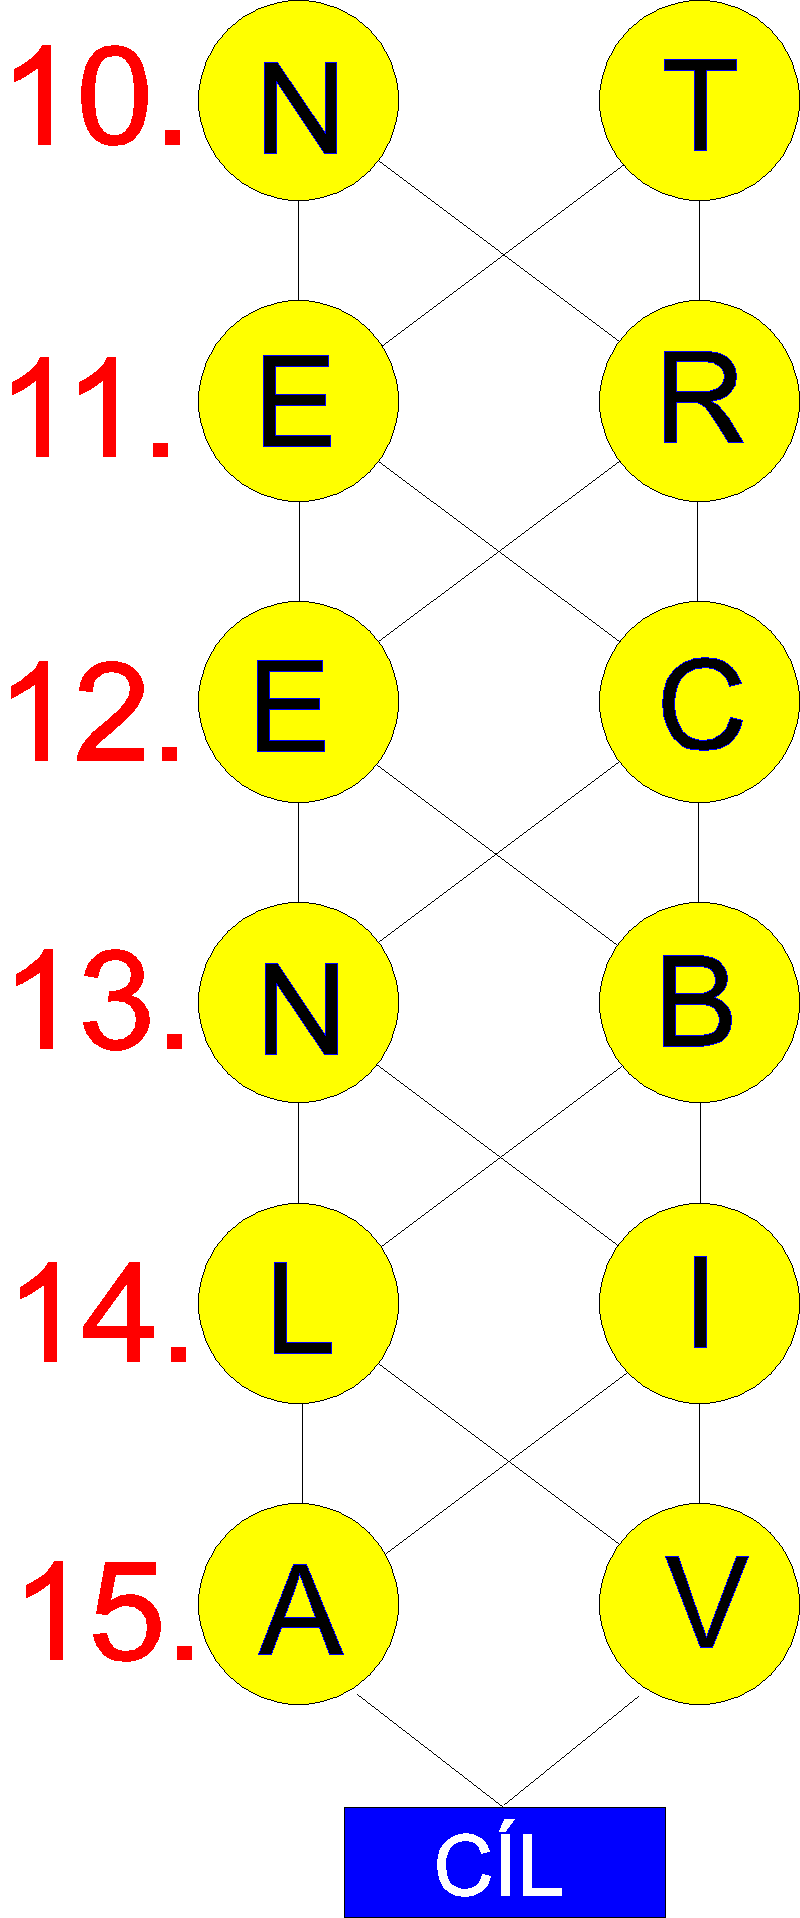 10. N T
11. E R
12. E C
13. N B
14. L I
15. A V
CÍL